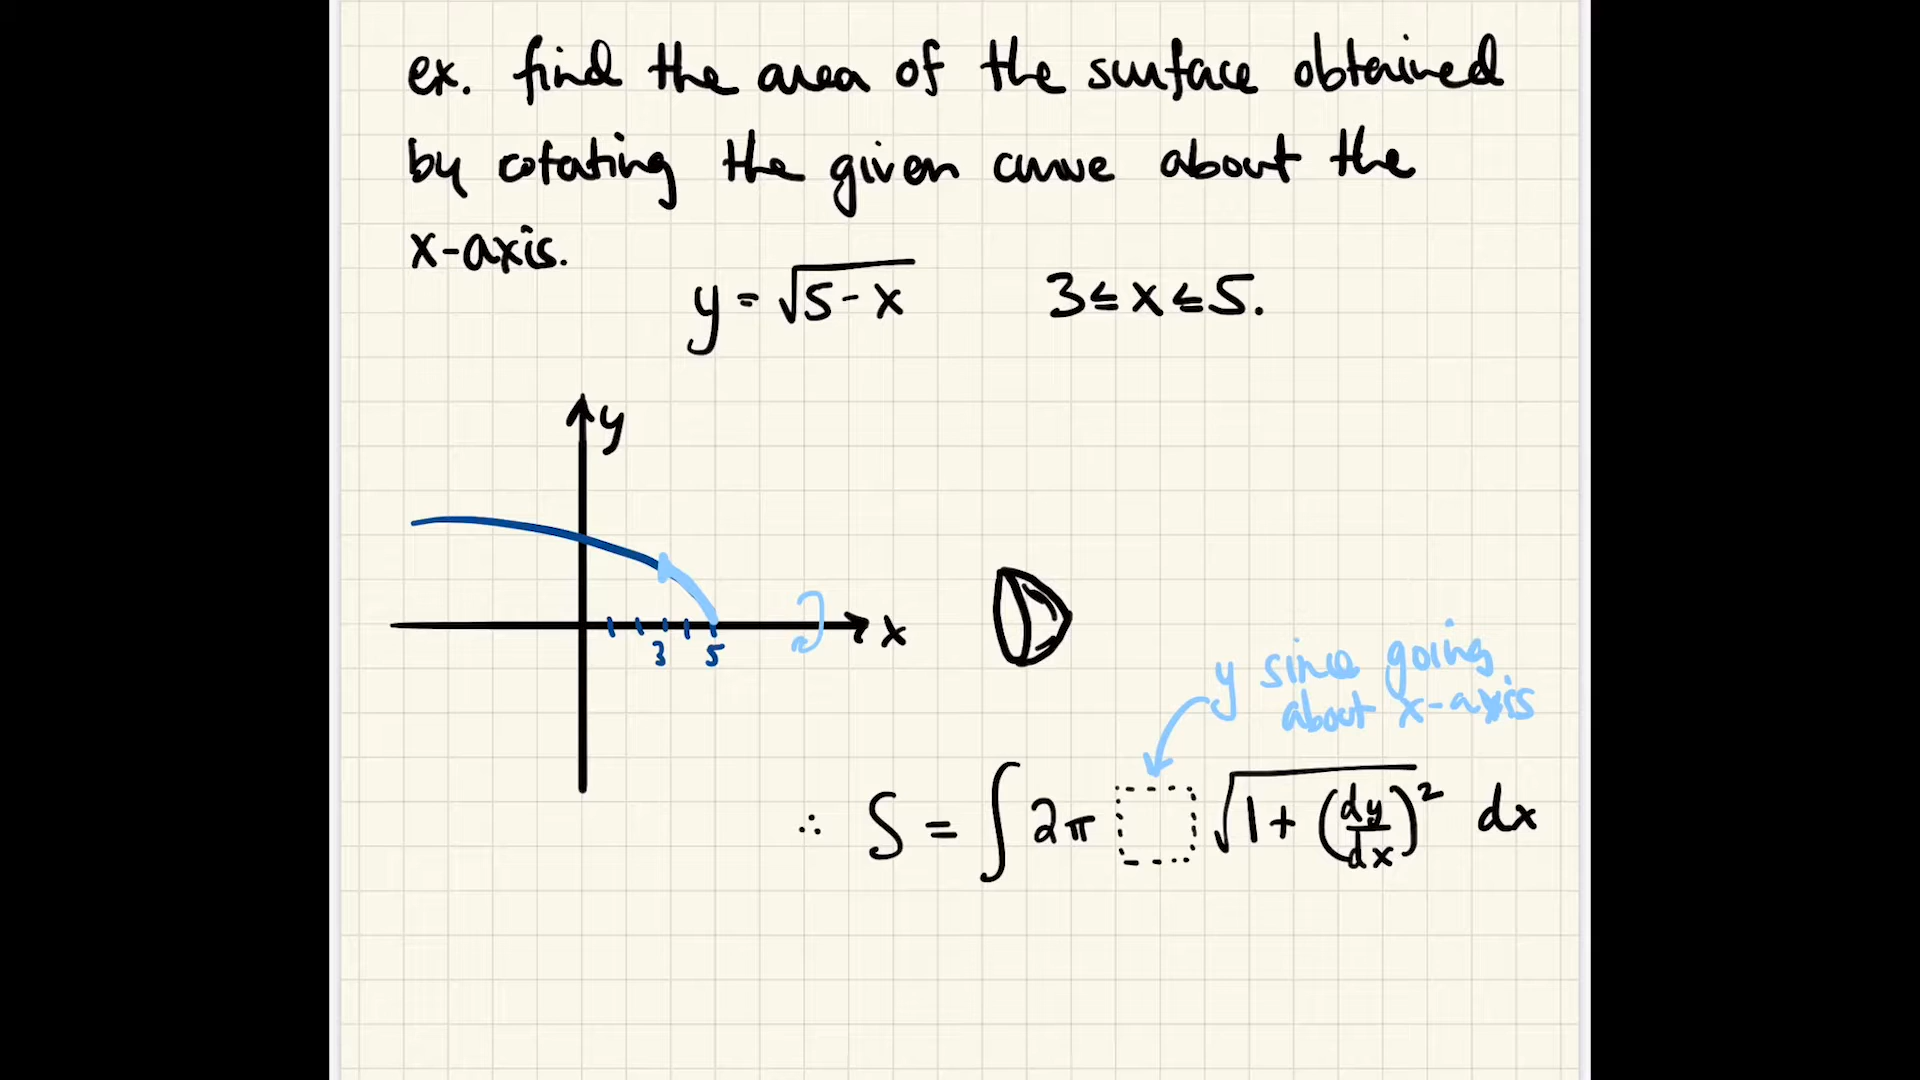 ex. find the area of the surface obtained
by rotating the given curve about the
x-axis.
y = √(5 - x)    3 ≤ x ≤ 5.
y
x
3 5
y since going
about x-axis
∴ S = ∫ 2π √(1 + (dy/dx)²) dx